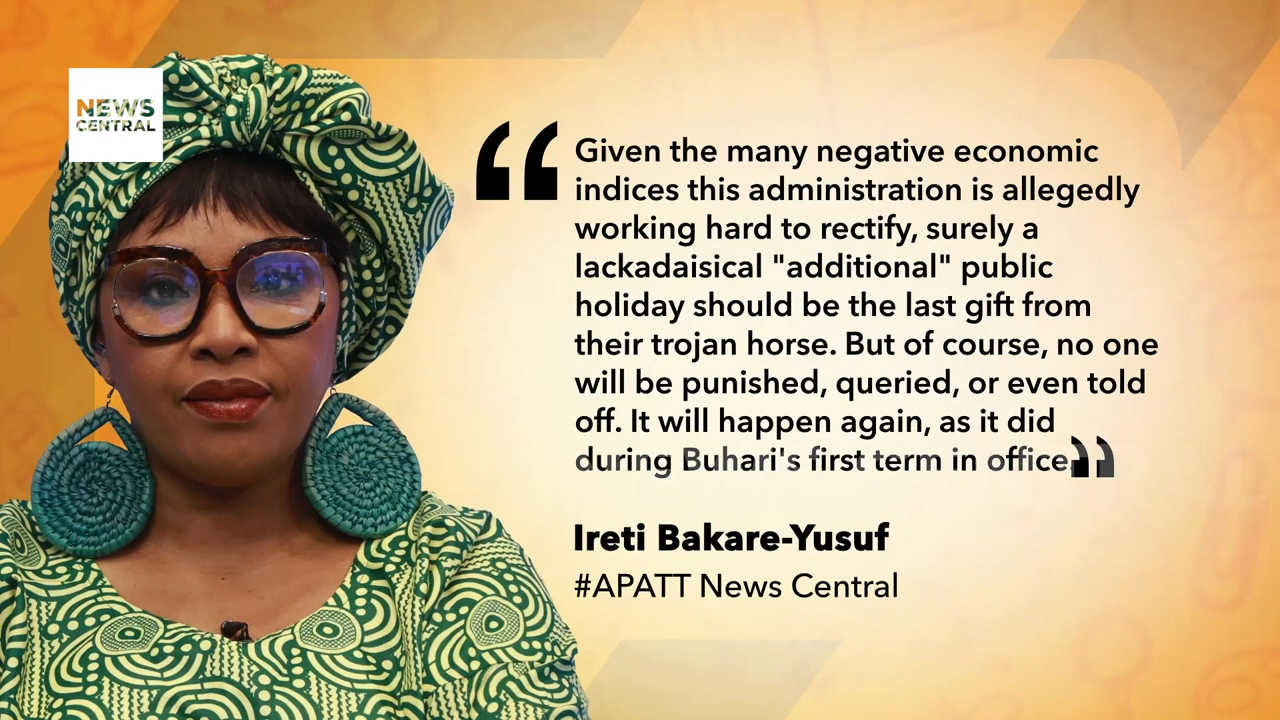 NEWS
CENTRAL
“
Given the many negative economic
indices this administration is allegedly
working hard to rectify, surely a
lackadaisical "additional" public
holiday should be the last gift from
their trojan horse. But of course, no one
will be punished, queried, or even told
off. It will happen again, as it did
during Buhari's first term in office.”
Ireti Bakare-Yusuf
#APATT News Central